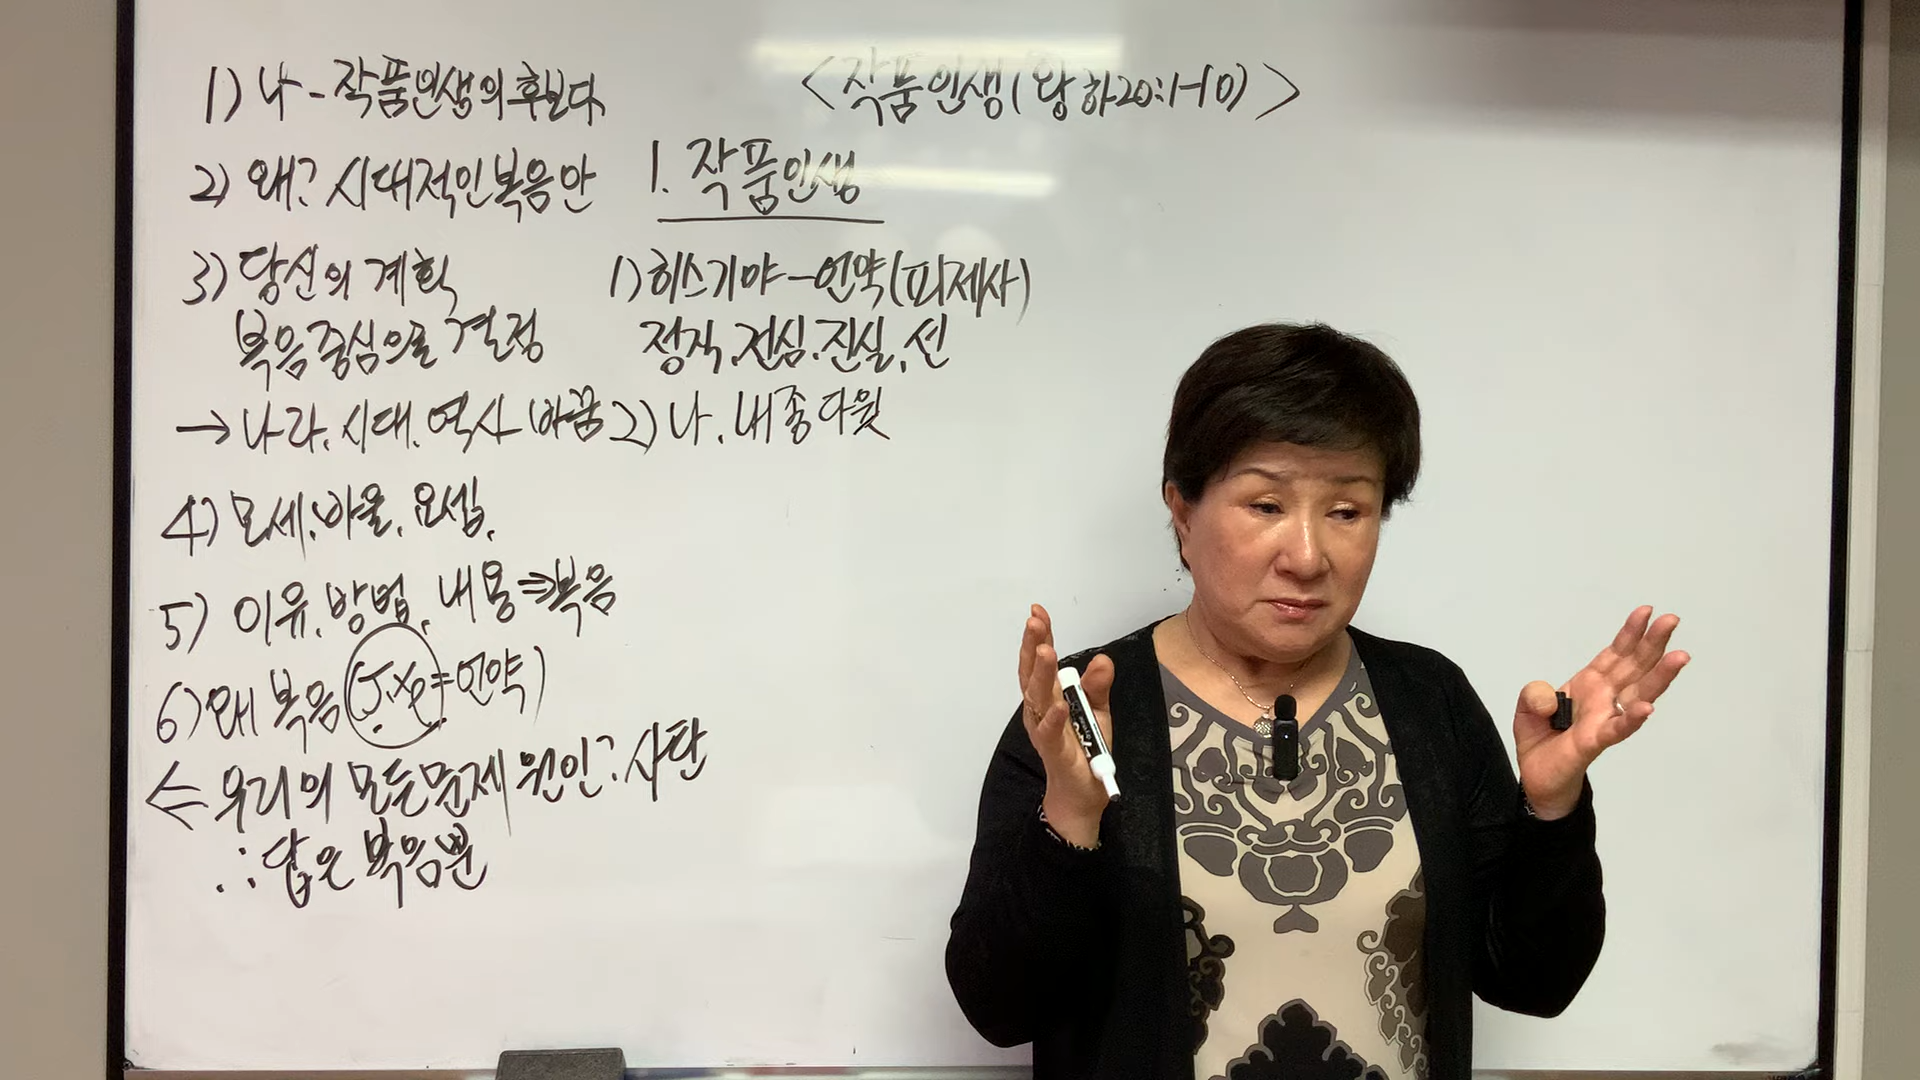 <작품인생(왕하20:1-10)>
1) 나 - 작품인생의 후보다.
2) 왜? 시대적인 복음안
3) 당신의 계획
복음중심으로 결정
→ 나라. 시대. 역사 바꿈
4) 모세. 바울. 요셉.
5) 이유. 방법. 내용 ⇒ 복음
6) 왜 복음 (J.X.=언약)
⇐ 우리의 모든문제 원인? 사탄
∴ 답은 복음뿐
1. 작품인생
1) 히스기야 - 언약(피제사)
정직. 전심. 진실. 선
2) 나. 내종 다윗